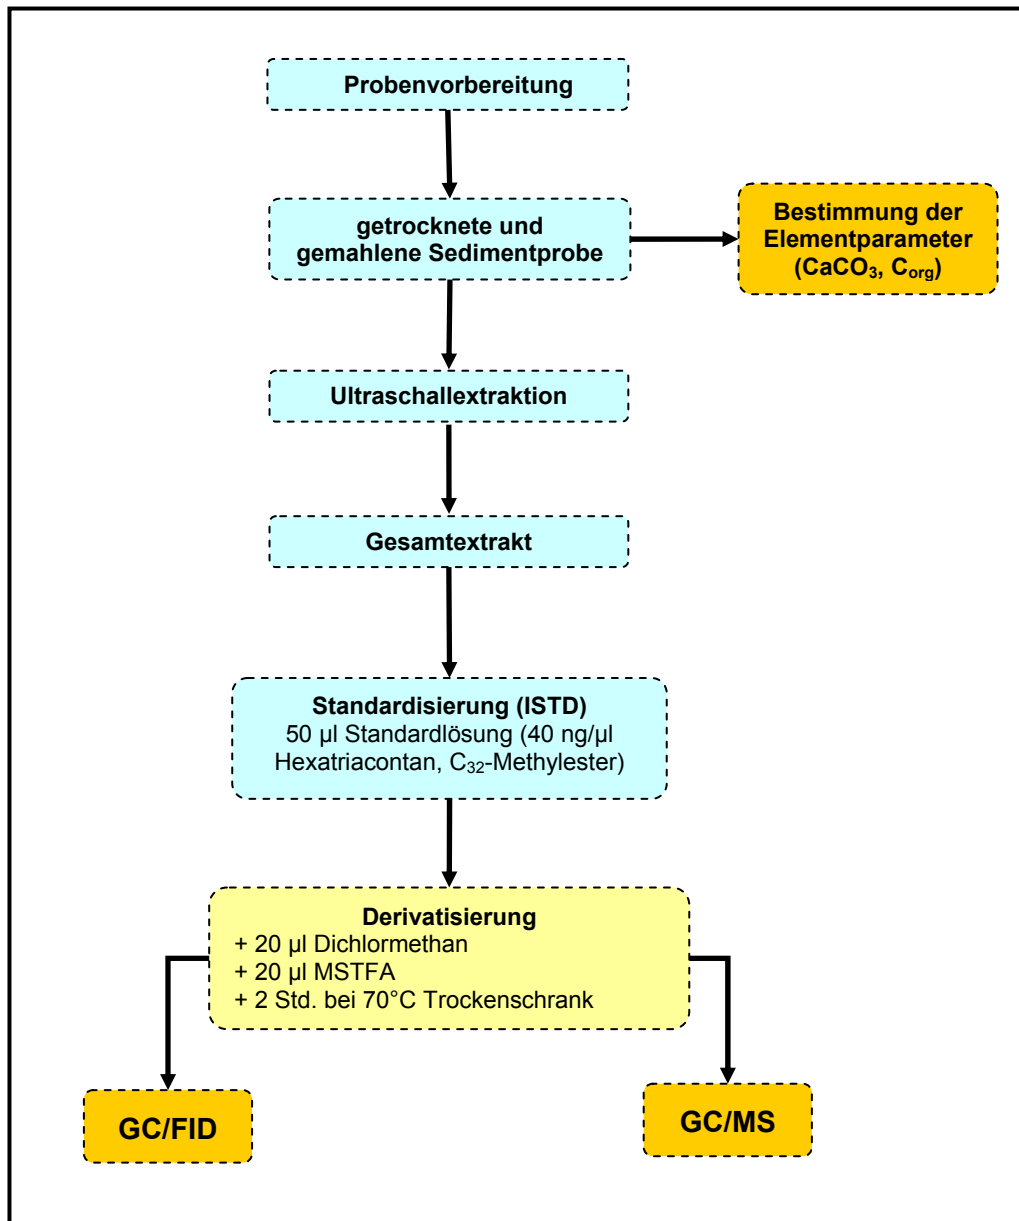 Probenvorbereitung
getrocknete und
gemahlene Sedimentprobe
Bestimmung der
Elementparameter
(CaCO₃, Cₒᵣg)
Ultraschallextraktion
Gesamtextrakt
Standardisierung (ISTD)
50 µl Standardlösung (40 ng/µl
Hexatriacontan, C₃₂-Methylester)
Derivatisierung
+ 20 µl Dichlormethan
+ 20 µl MSTFA
+ 2 Std. bei 70°C Trockenschrank
GC/FID
GC/MS